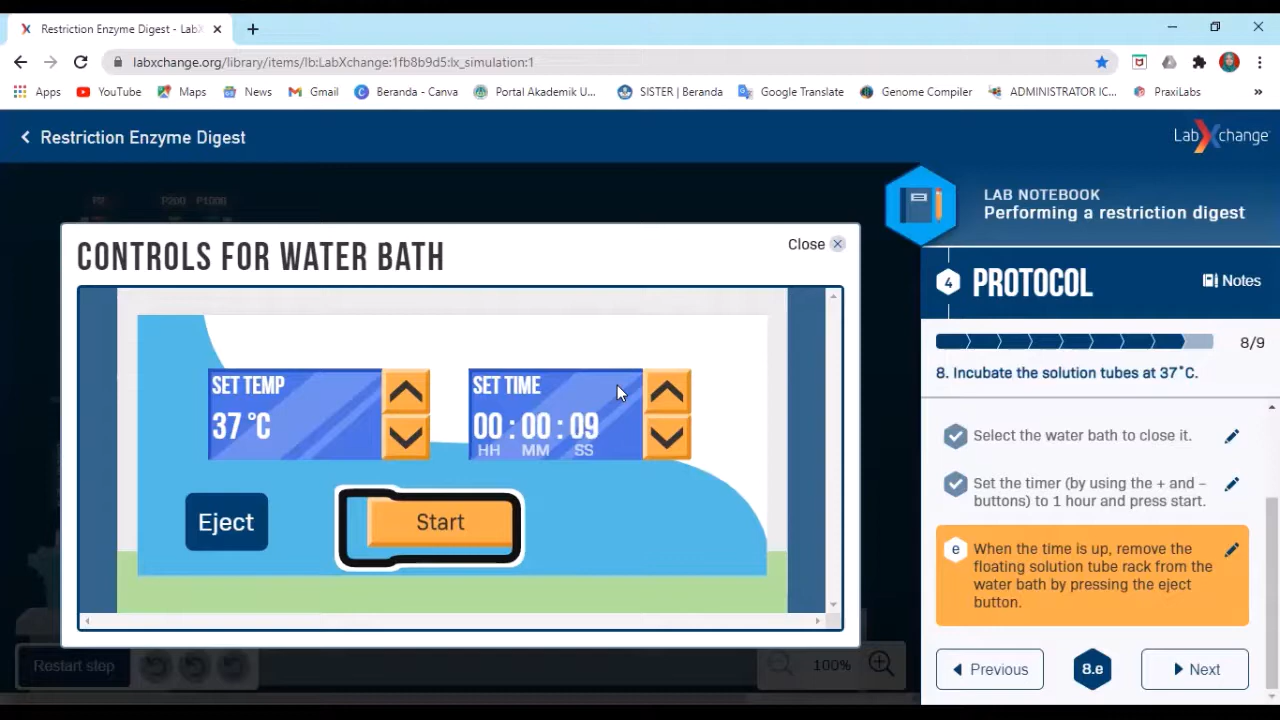 Restriction Enzyme Digest - LabX
labxchange.org/library/items/lb:LabXchange:1fb8b9d5:lx_simulation:1
Apps YouTube Maps News Gmail Beranda - Canva Portal Akademik U... SISTER | Beranda Google Translate Genome Compiler ADMINISTRATOR IC... PraxiLabs »
Restriction Enzyme Digest
LabXchange
P200 P1000
LAB NOTEBOOK
Performing a restriction digest
CONTROLS FOR WATER BATH
Close
SET TEMP
37 °C
SET TIME
00 : 00 : 09
HH MM SS
Eject
Start
Restart step
100%
4 PROTOCOL
Notes
8/9
8. Incubate the solution tubes at 37˚C.
Select the water bath to close it.
Set the timer (by using the + and –
buttons) to 1 hour and press start.
e When the time is up, remove the
floating solution tube rack from the
water bath by pressing the eject
button.
Previous
8.e
Next